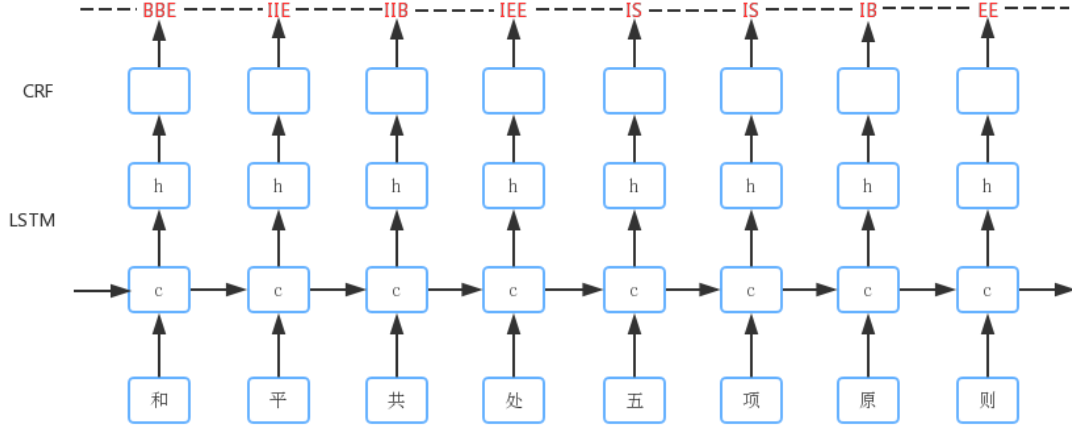 BBE IIE IIB IEE IS IS IB EE
CRF
h h h h h h h h
LSTM
c c c c c c c c
和 平 共 处 五 项 原 则